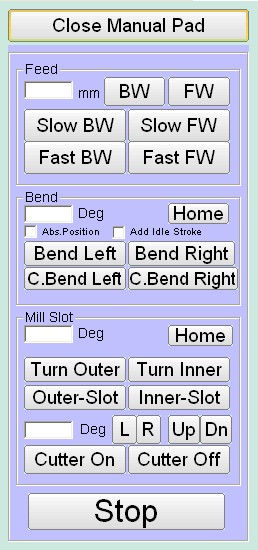 Close Manual Pad
Feed
mm BW FW
Slow BW Slow FW
Fast BW Fast FW
Bend
Deg Home
Abs.Position Add Idle Stroke
Bend Left Bend Right
C.Bend Left C.Bend Right
Mill Slot
Deg Home
Turn Outer Turn Inner
Outer-Slot Inner-Slot
Deg L R Up Dn
Cutter On Cutter Off
Stop